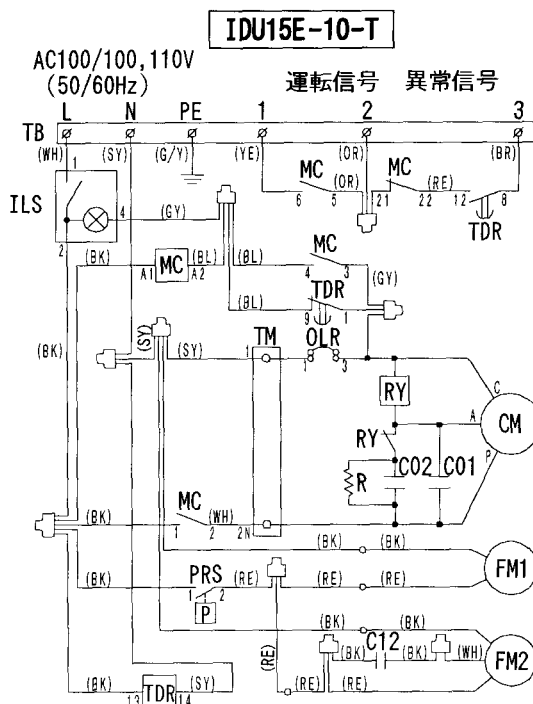 IDU15E-10-T
AC100/100,110V
(50/60Hz)
運転信号 異常信号
L N PE 1 2 3
TB
(WH) (SY) (G/Y) (YE) (OR) (BR)
1 MC (OR) MC (RE)
6 5 21 22 12 8
ILS 4 (GY) TDR
2 MC
(BK) A1 MC A2 (BL) (BL) 4 3
(GY)
(BL) TDR
9 1
(BK) (SY) (SY) TM OLR
1 1 3
C
RY A CM
RY P
R C02 C01
MC
(BK) 1 2 (WH) 2N
(BK) (BK)
PRS FM1
(BK) 1 2 (RE) (RE) (RE)
P
(BK) (BK)
(RE) C12
(BK) (BK) (WH) FM2
(BK) 13 TDR 14 (SY) (RE) (RE)